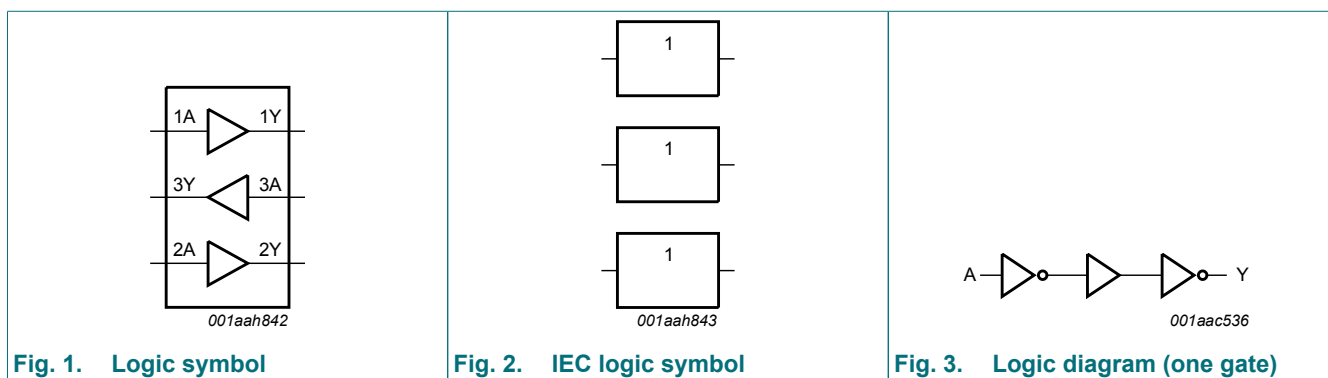 1A 1Y
3Y 3A
2A 2Y
001aah842
Fig. 1. Logic symbol
1
1
1
001aah843
Fig. 2. IEC logic symbol
A Y
001aac536
Fig. 3. Logic diagram (one gate)